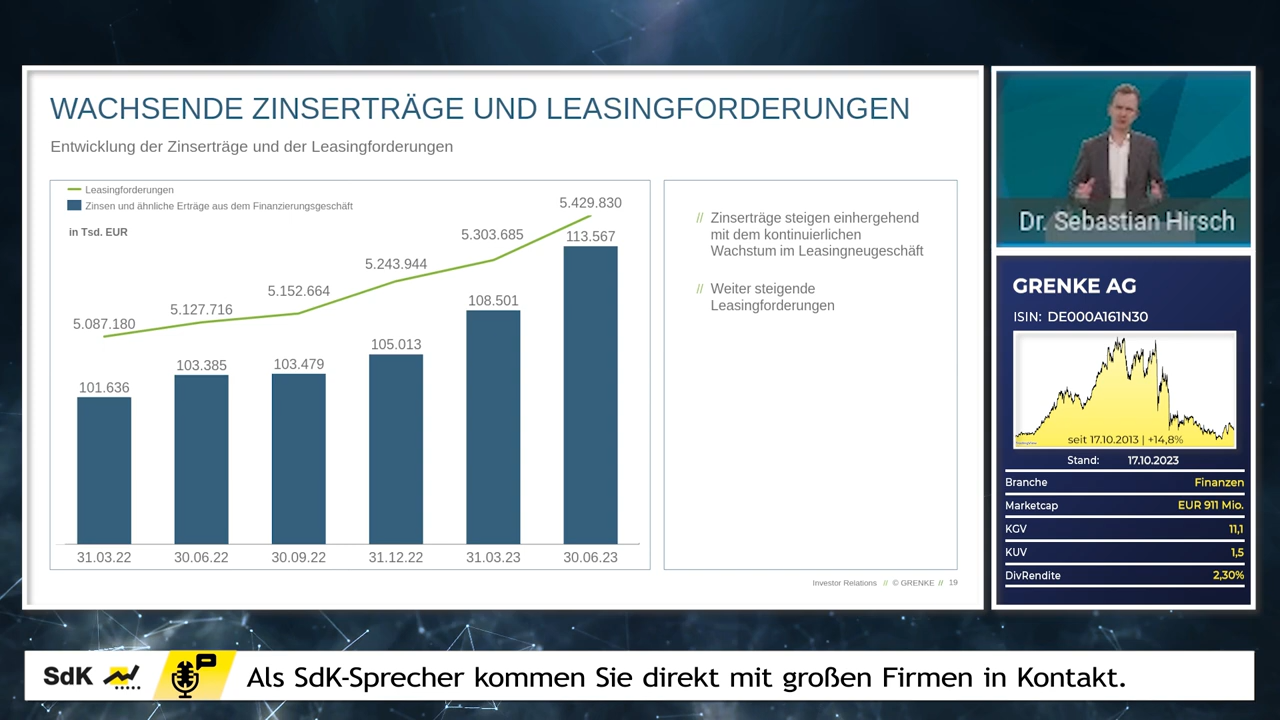 WACHSENDE ZINSERTRÄGE UND LEASINGFORDERUNGEN
Entwicklung der Zinserträge und der Leasingforderungen
Leasingforderungen
Zinsen und ähnliche Erträge aus dem Finanzierungsgeschäft
in Tsd. EUR
5.087.180
5.127.716
5.152.664
5.243.944
5.303.685
5.429.830
101.636
103.385
103.479
105.013
108.501
113.567
31.03.22
30.06.22
30.09.22
31.12.22
31.03.23
30.06.23
// Zinserträge steigen einhergehend
mit dem kontinuierlichen
Wachstum im Leasingneugeschäft
// Weiter steigende
Leasingforderungen
Investor Relations // © GRENKE // 19
Dr. Sebastian Hirsch
GRENKE AG
ISIN: DE000A161N30
seit 17.10.2013 | +14,8%
Stand: 17.10.2023
Branche Finanzen
Marketcap EUR 911 Mio.
KGV 11,1
KUV 1,5
DivRendite 2,30%
SdK
Als SdK-Sprecher kommen Sie direkt mit großen Firmen in Kontakt.